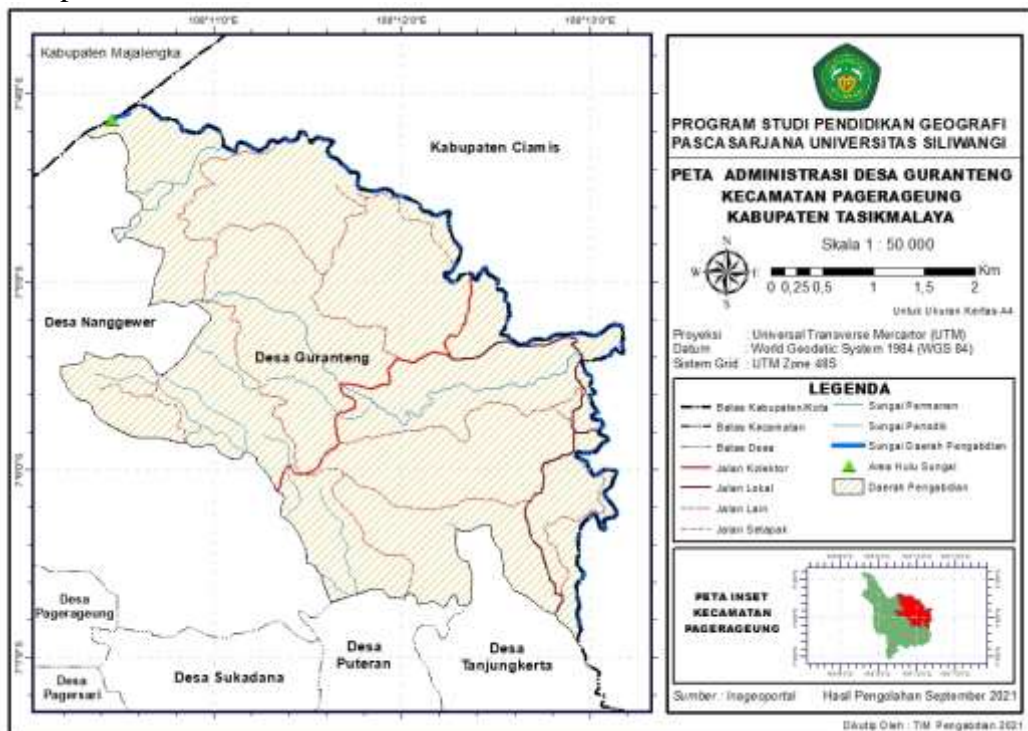 108°11'0"E
108°12'0"E
108°13'0"E
Kabupaten Majalengka
Kabupaten Ciamis
Desa Nanggewer
Desa Guranteng
Desa
Pagerageung
Desa
Pagersari
Desa Sukadana
Desa
Puteran
Desa
Tanjungkerta
PROGRAM STUDI PENDIDIKAN GEOGRAFI
PASCASARJANA UNIVERSITAS SILIWANGI
PETA ADMINISTRASI DESA GURANTENG
KECAMATAN PAGERAGEUNG
KABUPATEN TASIKMALAYA
N
W E
S
Skala 1 : 50.000
Km
0 0,25 0,5 1 1,5 2
Untuk Ukuran Kertas A4
Proyeksi : Universal Transverse Mercartor (UTM)
Datum : World Geodetic System 1984 (WGS 84)
Sistem Grid : UTM Zone 48S
LEGENDA
Batas Kabupaten/Kota
Batas Kecamatan
Batas Desa
Jalan Kolektor
Jalan Lokal
Jalan Lain
Jalan Setapak
Sungai Permanen
Sungai Periodik
Sungai Daerah Pengabdian
Area Hulu Sungai
Daerah Pengabdian
PETA INSET
KECAMATAN
PAGERAGEUNG
Sumber : Inageoportal Hasil Pengolahan September 2021
Dikutip Oleh : TIM Pengabdian 2021